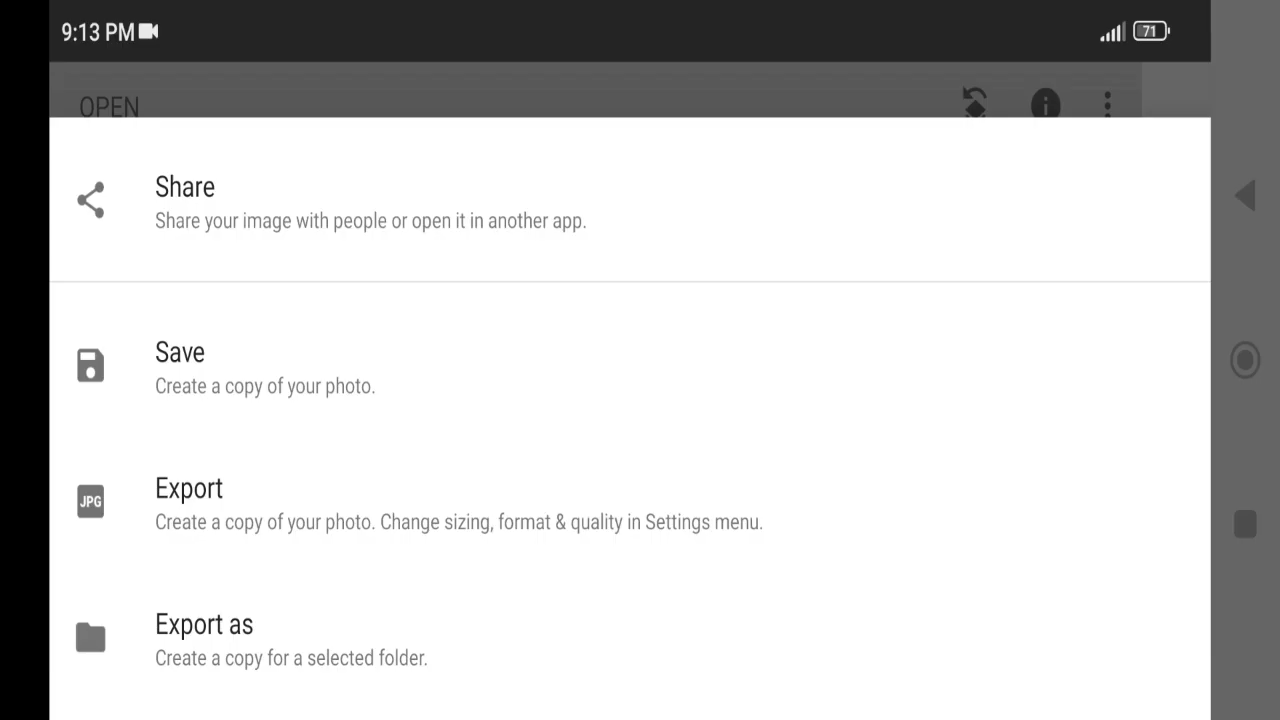 9:13 PM
71
OPEN
Share
Share your image with people or open it in another app.
Save
Create a copy of your photo.
JPG
Export
Create a copy of your photo. Change sizing, format & quality in Settings menu.
Export as
Create a copy for a selected folder.